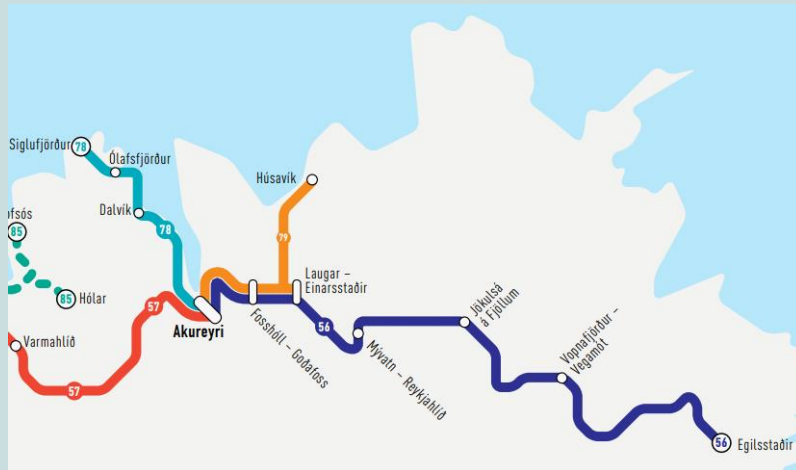 Siglufjörður
78
Ólafsfjörður
Húsavík
Dalvík
ofsós
85
78
79
Laugar –
Einarsstaðir
85
Hólar
57
Akureyri
56
Varmahlíð
Fosshóll – Goðafoss
Mývatn – Reykjahlíð
Jökulsá
á Fjöllum
Vopnafjörður –
Vegamót
57
56
Egilsstaðir